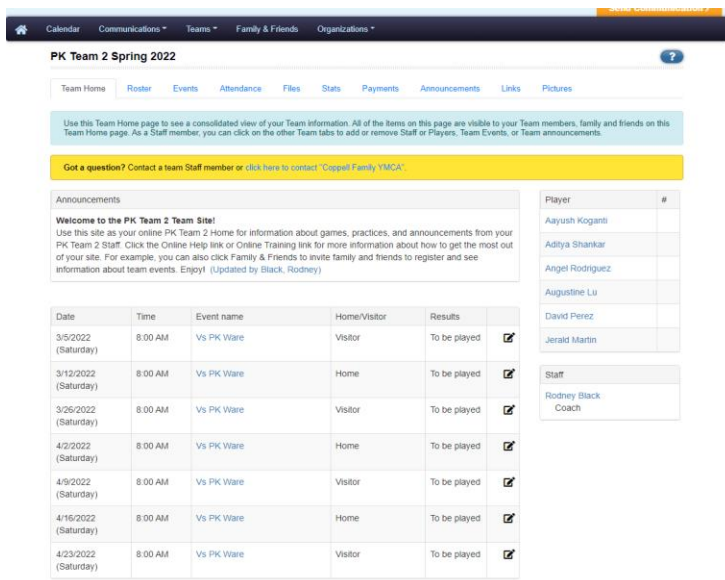 Send Communication
Calendar Communications Teams Family & Friends Organizations
PK Team 2 Spring 2022
?
Team Home Roster Events Attendance Files Stats Payments Announcements Links Pictures
Use this Team Home page to see a consolidated view of your Team information. All of the items on this page are visible to your Team members, family and friends on this
Team Home page. As a Staff member, you can click on the other Team tabs to add or remove Staff or Players, Team Events, or Team announcements.
Got a question? Contact a team Staff member or click here to contact "Coppell Family YMCA".
Announcements
Welcome to the PK Team 2 Team Site!
Use this site as your online PK Team 2 Home for information about games, practices, and announcements from your
PK Team 2 Staff. Click the Online Help link or Online Training link for more information about how to get the most out
of your site. For example, you can also click Family & Friends to invite family and friends to register and see
information about team events. Enjoy! (Updated by Black, Rodney)
Date Time Event name Home/Visitor Results
3/5/2022 8:00 AM Vs PK Ware Visitor To be played
(Saturday)
3/12/2022 8:00 AM Vs PK Ware Home To be played
(Saturday)
3/26/2022 8:00 AM Vs PK Ware Visitor To be played
(Saturday)
4/2/2022 8:00 AM Vs PK Ware Home To be played
(Saturday)
4/9/2022 8:00 AM Vs PK Ware Visitor To be played
(Saturday)
4/16/2022 8:00 AM Vs PK Ware Home To be played
(Saturday)
4/23/2022 8:00 AM Vs PK Ware Visitor To be played
(Saturday)
Player #
Aayush Koganti
Aditya Shankar
Angel Rodriguez
Augustine Lu
David Perez
Jerald Martin
Staff
Rodney Black
Coach